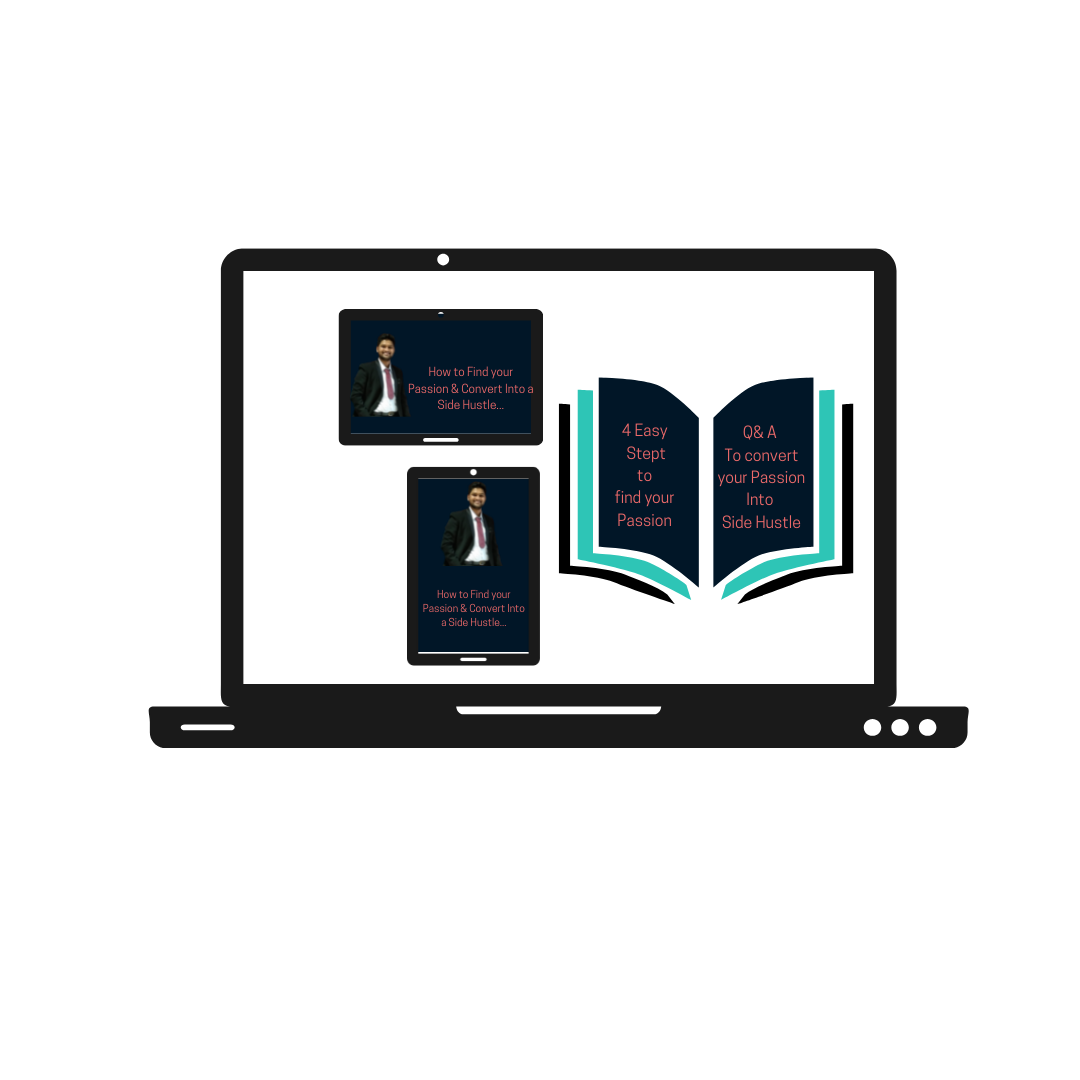 How to Find your
Passion & Convert Into a
Side Hustle...
How to Find your
Passion & Convert Into
a Side Hustle...
4 Easy
Stept
to
find your
Passion
Q& A
To convert
your Passion
Into
Side Hustle